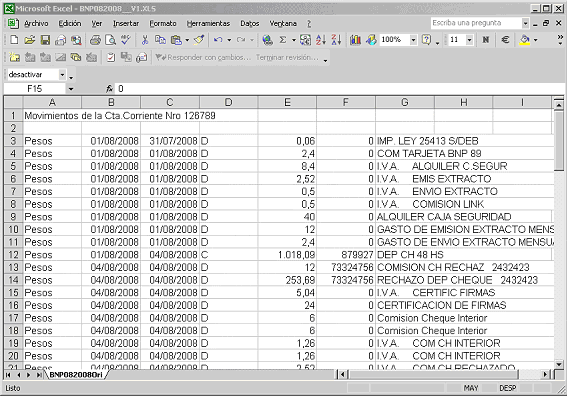 Microsoft Excel - BNP082008__V1.XLS
Archivo Edición Ver Insertar Formato Herramientas Datos Ventana ? Escriba una pregunta
100% 11 N €
Responder con cambios... Terminar revisión...
desactivar
F15 fx 0
A B C D E F G H I
1 Movimientos de la Cta.Corriente Nro 126789
2
3 Pesos 01/08/2008 31/07/2008 D 0,06 0 IMP. LEY 25413 S/DEB
4 Pesos 01/08/2008 01/08/2008 D 2,4 0 COM TARJETA BNP 89
5 Pesos 01/08/2008 01/08/2008 D 8,4 0 I.V.A. ALQUILER C.SEGUR
6 Pesos 01/08/2008 01/08/2008 D 2,52 0 I.V.A. EMIS EXTRACTO
7 Pesos 01/08/2008 01/08/2008 D 0,5 0 I.V.A. ENVIO EXTRACTO
8 Pesos 01/08/2008 01/08/2008 D 0,5 0 I.V.A. COMISION LINK
9 Pesos 01/08/2008 01/08/2008 D 40 0 ALQUILER CAJA SEGURIDAD
10 Pesos 01/08/2008 01/08/2008 D 12 0 GASTO DE EMISION EXTRACTO MENS
11 Pesos 01/08/2008 01/08/2008 D 2,4 0 GASTO DE ENVIO EXTRACTO MENSUA
12 Pesos 04/08/2008 04/08/2008 C 1.018,09 879927 DEP CH 48 HS
13 Pesos 04/08/2008 04/08/2008 D 12 73324756 COMISION CH RECHAZ 2432423
14 Pesos 04/08/2008 04/08/2008 D 253,69 73324756 RECHAZO DEP CHEQUE 2432423
15 Pesos 04/08/2008 04/08/2008 D 5,04 0 I.V.A. CERTIFIC FIRMAS
16 Pesos 04/08/2008 04/08/2008 D 24 0 CERTIFICACION DE FIRMAS
17 Pesos 04/08/2008 04/08/2008 D 6 0 Comision Cheque Interior
18 Pesos 04/08/2008 04/08/2008 D 6 0 Comision Cheque Interior
19 Pesos 04/08/2008 04/08/2008 D 1,26 0 I.V.A. COM CH INTERIOR
20 Pesos 04/08/2008 04/08/2008 D 1,26 0 I.V.A. COM CH INTERIOR
21 Pesos 04/08/2008 04/08/2008 D 2,52 0 I.V.A. COM CH RECHAZADO
BNP082008Ori
Listo MAY DESP